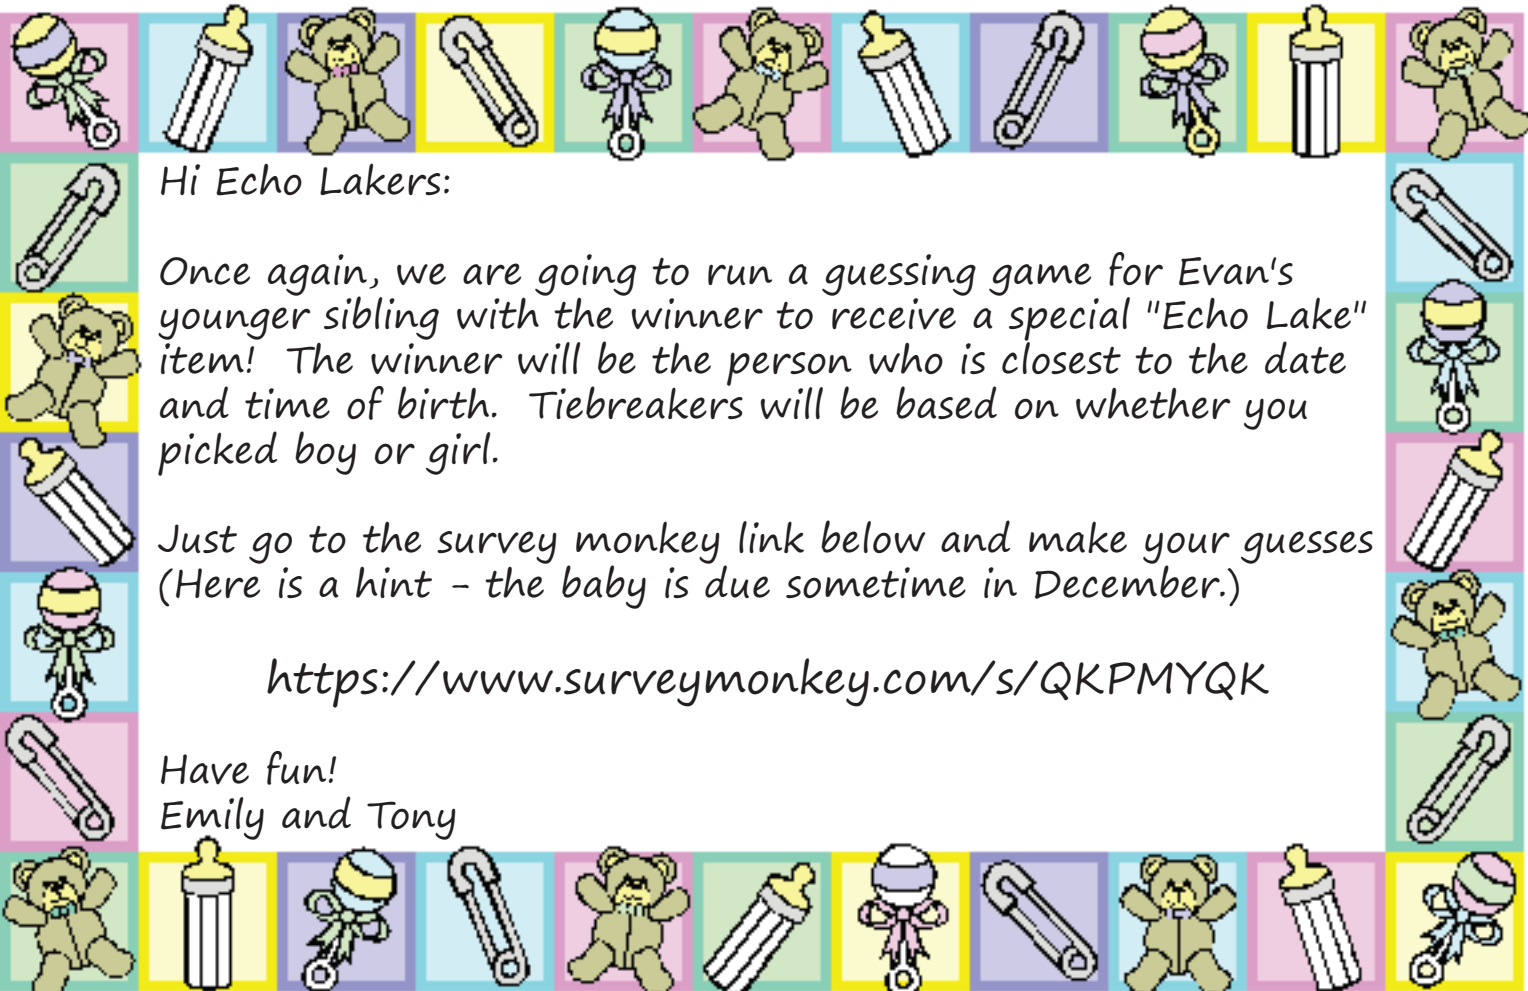 Hi Echo Lakers:
Once again, we are going to run a guessing game for Evan's
younger sibling with the winner to receive a special "Echo Lake"
item!  The winner will be the person who is closest to the date
and time of birth.  Tiebreakers will be based on whether you
picked boy or girl.
Just go to the survey monkey link below and make your guesses
(Here is a hint - the baby is due sometime in December.)
https://www.surveymonkey.com/s/QKPMYQK
Have fun!
Emily and Tony